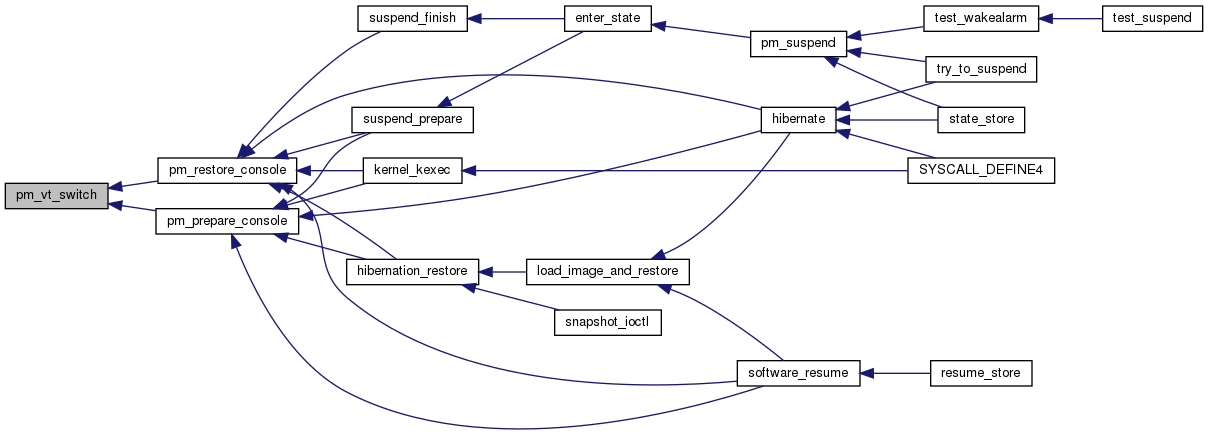 suspend_finish
enter_state
test_wakealarm
test_suspend
pm_suspend
try_to_suspend
suspend_prepare
hibernate
state_store
pm_restore_console
kernel_kexec
SYSCALL_DEFINE4
pm_vt_switch
pm_prepare_console
hibernation_restore
load_image_and_restore
snapshot_ioctl
software_resume
resume_store